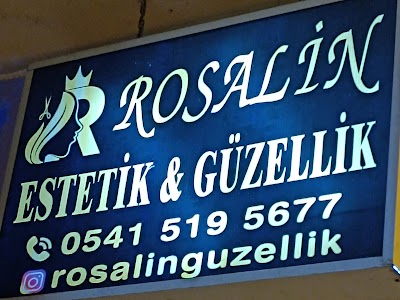 R ROSALİN
ESTETİK & GÜZELLİK
0541 519 5677
rosalinguzellik